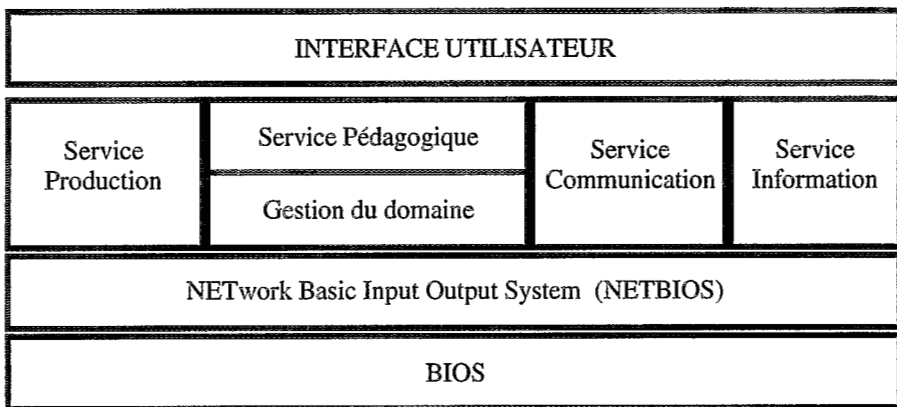 INTERFACE UTILISATEUR
Service
Production
Service Pédagogique
Gestion du domaine
Service
Communication
Service
Information
NETwork Basic Input Output System (NETBIOS)
BIOS